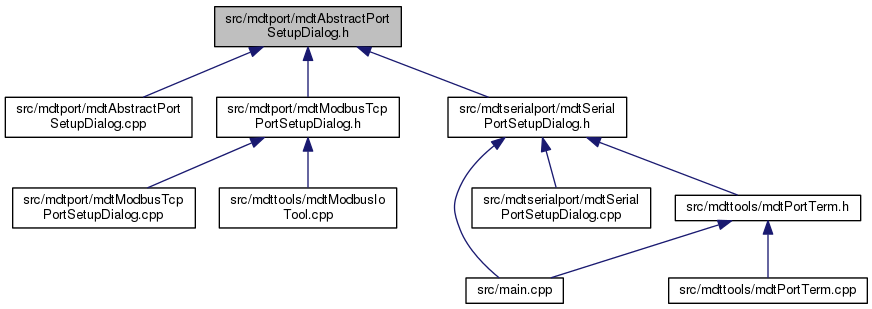 src/mdtport/mdtAbstractPort
SetupDialog.h
src/mdtport/mdtAbstractPort
SetupDialog.cpp
src/mdtport/mdtModbusTcp
PortSetupDialog.h
src/mdtserialport/mdtSerial
PortSetupDialog.h
src/mdtport/mdtModbusTcp
PortSetupDialog.cpp
src/mdttools/mdtModbusIo
Tool.cpp
src/mdtserialport/mdtSerial
PortSetupDialog.cpp
src/mdttools/mdtPortTerm.h
src/main.cpp
src/mdttools/mdtPortTerm.cpp